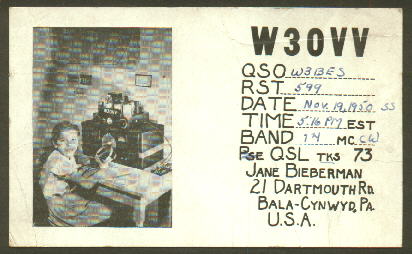 W3OVV
QSO W3BES
RST 599
DATE NOV. 19, 1950 SS
TIME 5:16 PM EST
BAND 14 MC. CW
PSE QSL TKS 73
JANE BIEBERMAN
21 DARTMOUTH RD.
BALA-CYNWYD, PA.
U.S.A.